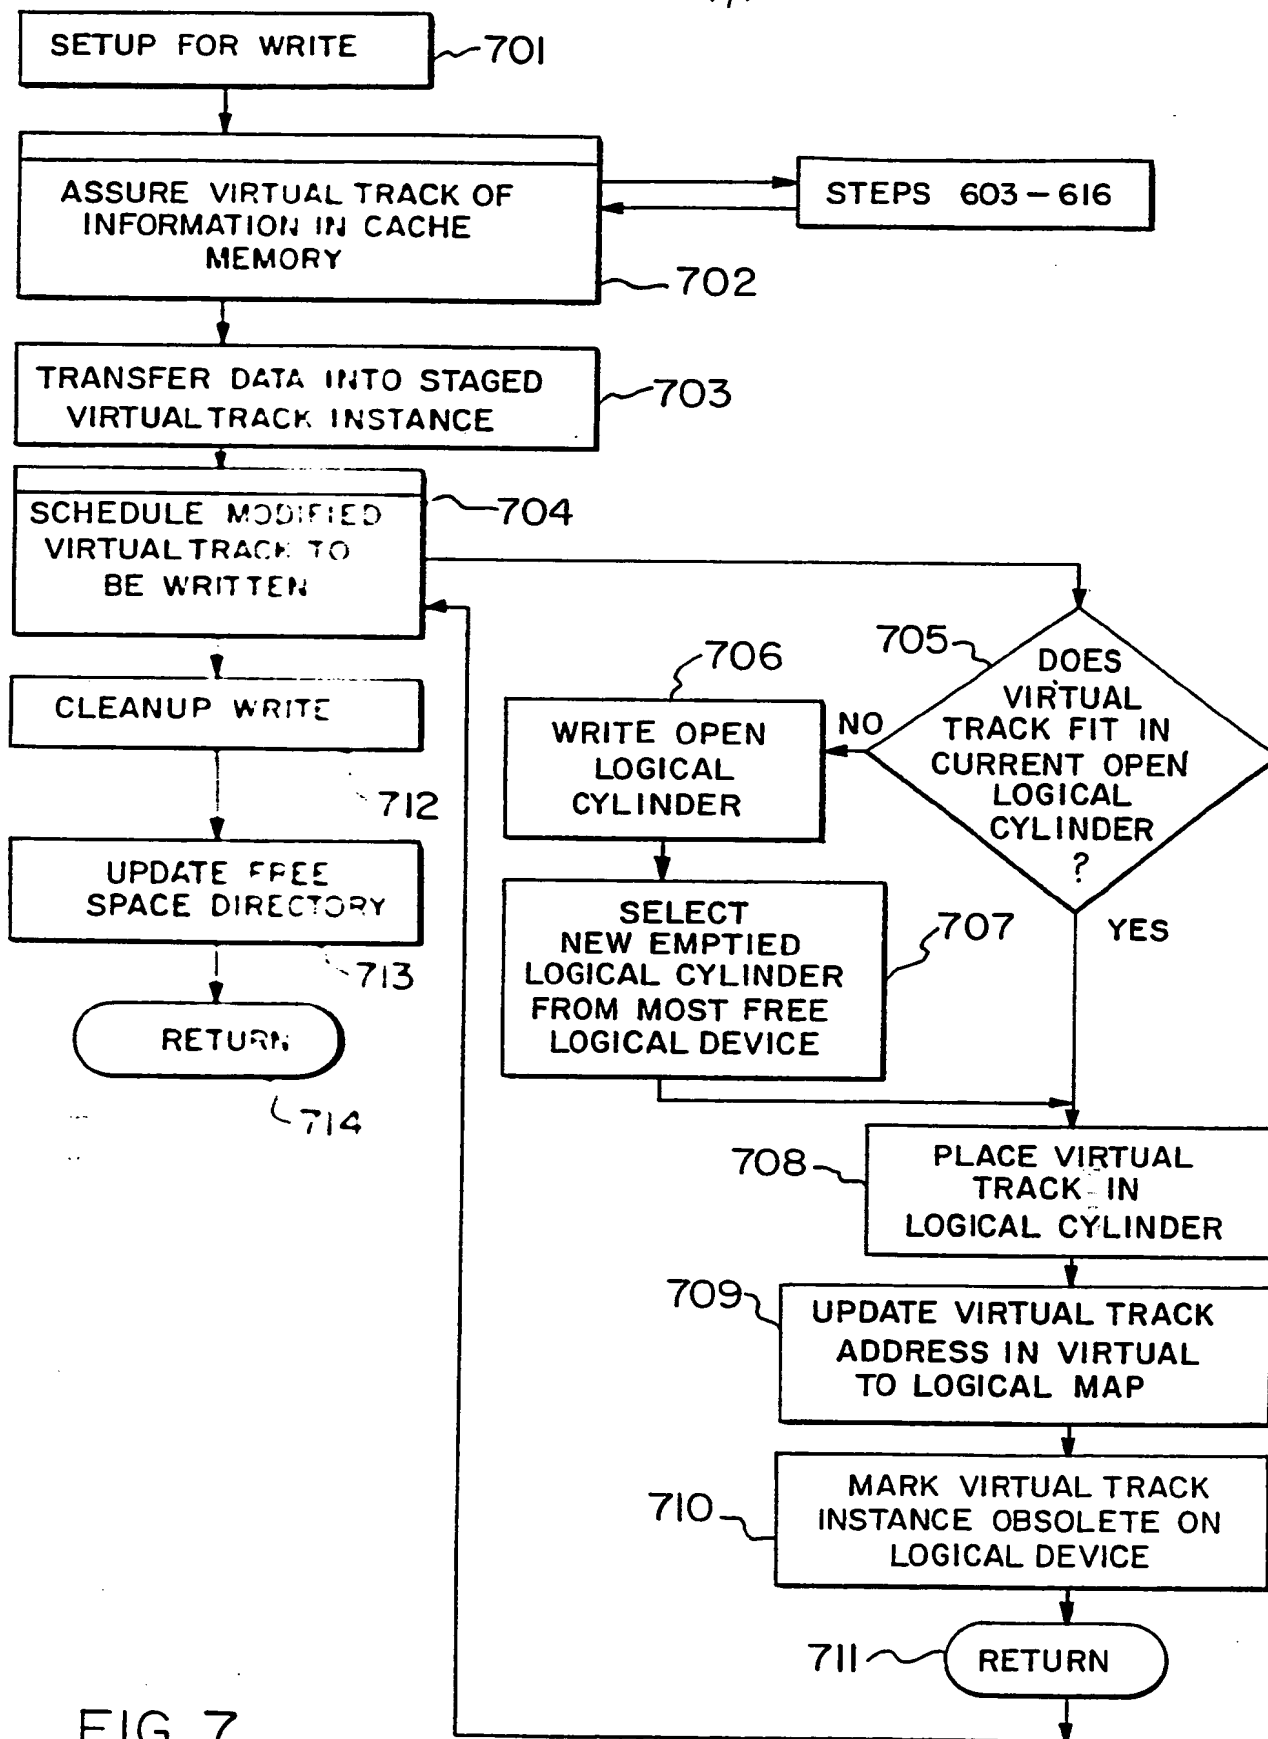 SETUP FOR WRITE
701
ASSURE VIRTUAL TRACK OF
INFORMATION IN CACHE
MEMORY
702
STEPS 603-616
TRANSFER DATA INTO STAGED
VIRTUAL TRACK INSTANCE
703
SCHEDULE MODIFIED
VIRTUAL TRACK TO
BE WRITTEN
704
CLEANUP WRITE
712
UPDATE FREE
SPACE DIRECTORY
713
RETURN
714
705
DOES
VIRTUAL
TRACK FIT IN
CURRENT OPEN
LOGICAL
CYLINDER
?
NO
YES
706
WRITE OPEN
LOGICAL
CYLINDER
SELECT
NEW EMPTIED
LOGICAL CYLINDER
FROM MOST FREE
LOGICAL DEVICE
707
708
PLACE VIRTUAL
TRACK IN
LOGICAL CYLINDER
709
UPDATE VIRTUAL TRACK
ADDRESS IN VIRTUAL
TO LOGICAL MAP
710
MARK VIRTUAL TRACK
INSTANCE OBSOLETE ON
LOGICAL DEVICE
711
RETURN
FIG 7